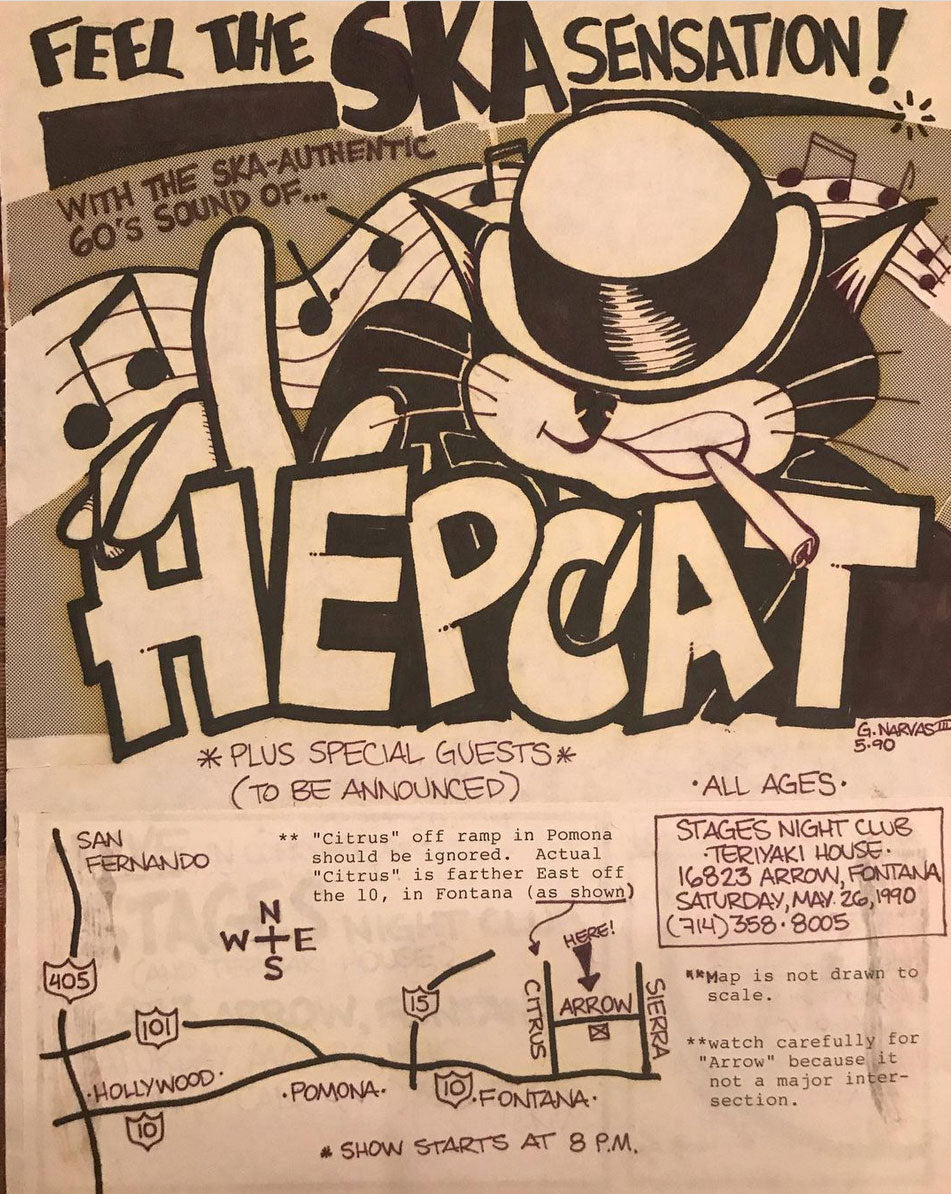 FEEL THE SKA SENSATION!
WITH THE SKA-AUTHENTIC
60'S SOUND OF...
HEPCAT
G. NARVAS III
5·90
*PLUS SPECIAL GUESTS*
(TO BE ANNOUNCED)
·ALL AGES·
STAGES NIGHT CLUB
·TERIYAKI HOUSE·
16823 ARROW, FONTANA
SATURDAY, MAY. 26, 1990
(714) 358·8005
SAN
FERNANDO
** "Citrus" off ramp in Pomona
should be ignored. Actual
"Citrus" is farther East off
the 10, in Fontana (as shown)
N
W E
S
HERE!
405
101
15
CITRUS
ARROW
SIERRA
·HOLLYWOOD·
·POMONA·
10
·FONTANA·
10
**Map is not drawn to
scale.
**watch carefully for
"Arrow" because it
not a major inter-
section.
* SHOW STARTS AT 8 P.M.